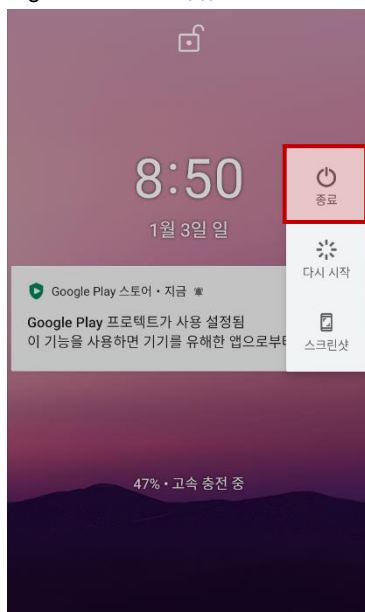 8:50
1월 3일 일
종료
다시 시작
스크린샷
Google Play 스토어 • 지금
Google Play 프로텍트가 사용 설정됨
이 기능을 사용하면 기기를 유해한 앱으로부터
47% • 고속 충전 중